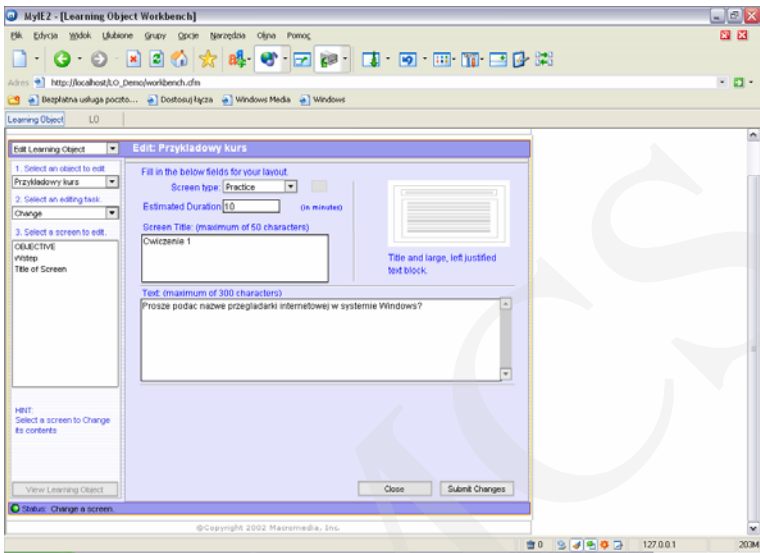 MyIE2 - [Learning Object Workbench]
Plik Edycja Widok Ulubione Grupy Opcje Narzędzia Okna Pomoc
Adres http://localhost/LO_Demo/workbench.cfm
Bezpłatna usługa poczto... Dostosuj łącza Windows Media Windows
Learning Object LO
Edit Learning Object
Edit: Przykladowy kurs
1. Select an object to edit
Przykladowy kurs
2. Select an editing task.
Change
3. Select a screen to edit.
OBJECTIVE
Wstep
Title of Screen
HINT:
Select a screen to Change
its contents
View Learning Object
Fill in the below fields for your layout.
Screen type: Practice
Estimated Duration 10 (in minutes)
Screen Title: (maximum of 50 characters)
Cwiczenie 1
Title and large, left justified
text block.
Text: (maximum of 300 characters)
Prosze podac nazwe przegladarki internetowej w systemie Windows?
Close Submit Changes
Status: Change a screen.
©Copyright 2002 Macromedia, Inc.
0 127.0.0.1 203M